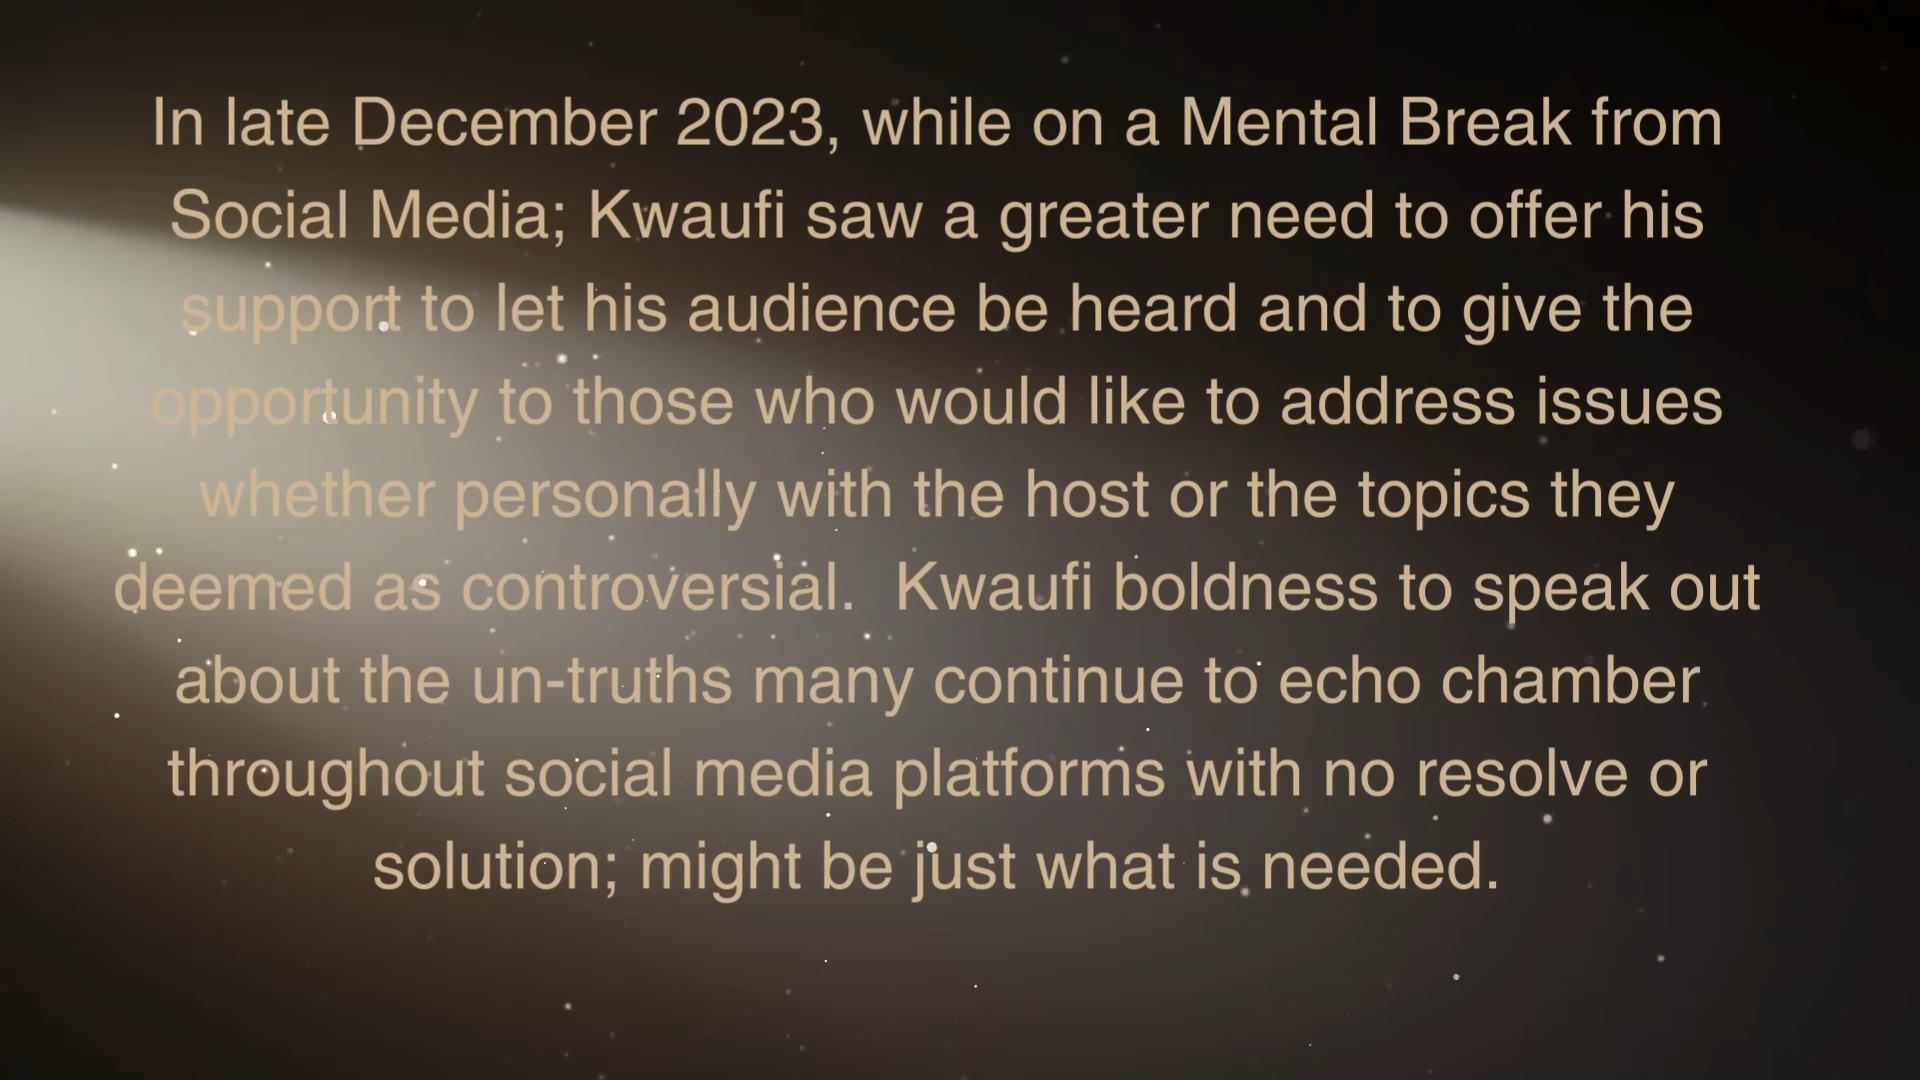 In late December 2023, while on a Mental Break from
Social Media; Kwaufi saw a greater need to offer his
support to let his audience be heard and to give the
opportunity to those who would like to address issues
whether personally with the host or the topics they
deemed as controversial.  Kwaufi boldness to speak out
about the un-truths many continue to echo chamber
throughout social media platforms with no resolve or
solution; might be just what is needed.